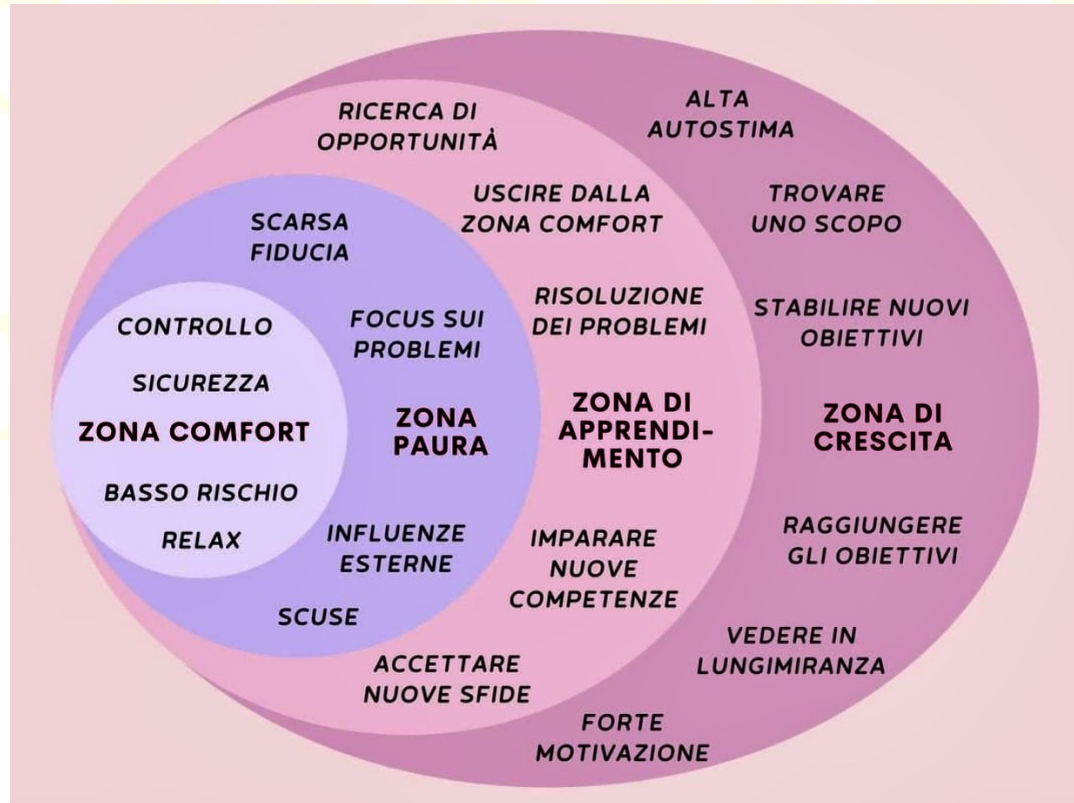 CONTROLLO
SICUREZZA
ZONA COMFORT
BASSO RISCHIO
RELAX
SCARSA
FIDUCIA
FOCUS SUI
PROBLEMI
ZONA
PAURA
INFLUENZE
ESTERNE
SCUSE
RICERCA DI
OPPORTUNITÀ
USCIRE DALLA
ZONA COMFORT
RISOLUZIONE
DEI PROBLEMI
ZONA DI
APPRENDI-
MENTO
IMPARARE
NUOVE
COMPETENZE
ACCETTARE
NUOVE SFIDE
ALTA
AUTOSTIMA
TROVARE
UNO SCOPO
STABILIRE NUOVI
OBIETTIVI
ZONA DI
CRESCITA
RAGGIUNGERE
GLI OBIETTIVI
VEDERE IN
LUNGIMIRANZA
FORTE
MOTIVAZIONE